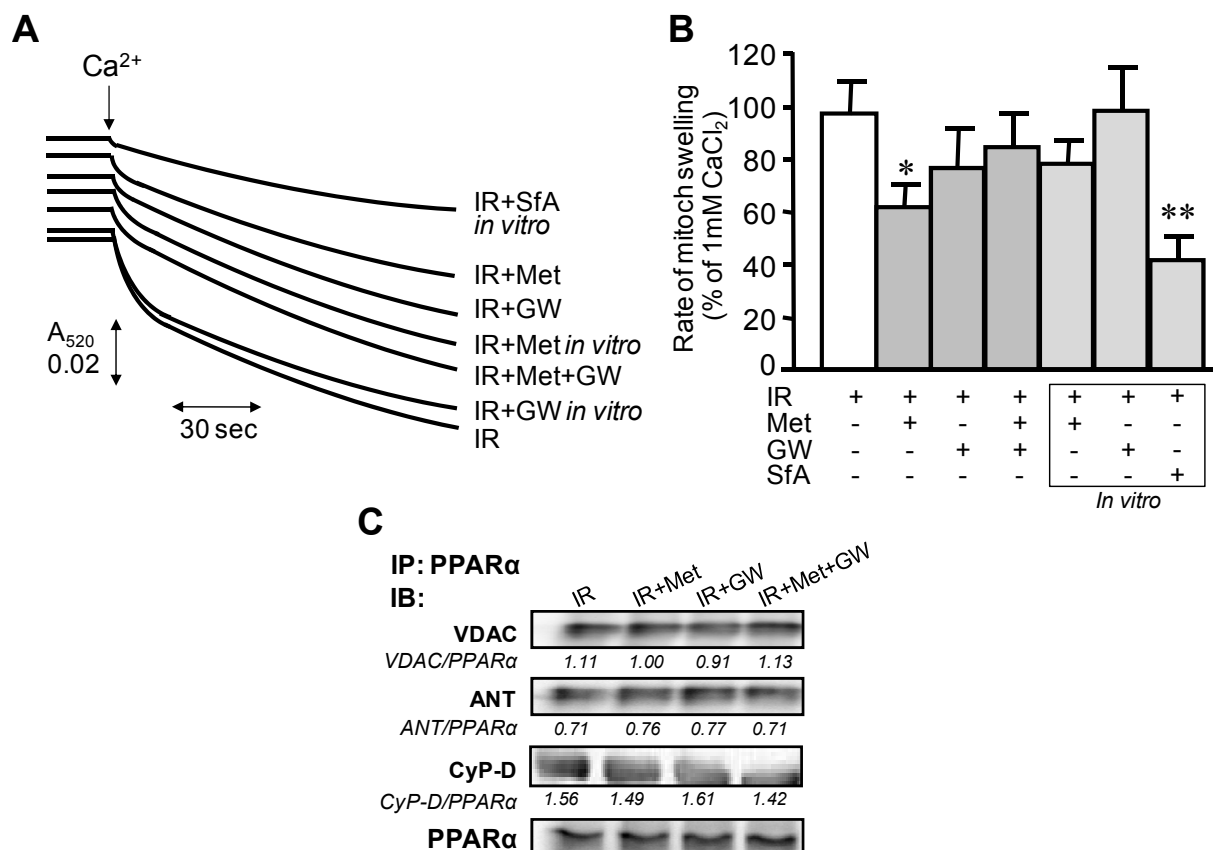 A
Ca2+
IR+SfA
in vitro
IR+Met
IR+GW
IR+Met in vitro
IR+Met+GW
IR+GW in vitro
IR
A520
0.02
30 sec
B
Rate of mitoch swelling
(% of 1mM CaCl2)
120
100
80
60
40
20
0
*
**
IR + + + + + + +
Met - + - + + - -
GW - - + + - + -
SfA - - - - - - +
In vitro
C
IP: PPARα
IB:
IR IR+Met IR+GW IR+Met+GW
VDAC
VDAC/PPARα 1.11 1.00 0.91 1.13
ANT
ANT/PPARα 0.71 0.76 0.77 0.71
CyP-D
CyP-D/PPARα 1.56 1.49 1.61 1.42
PPARα